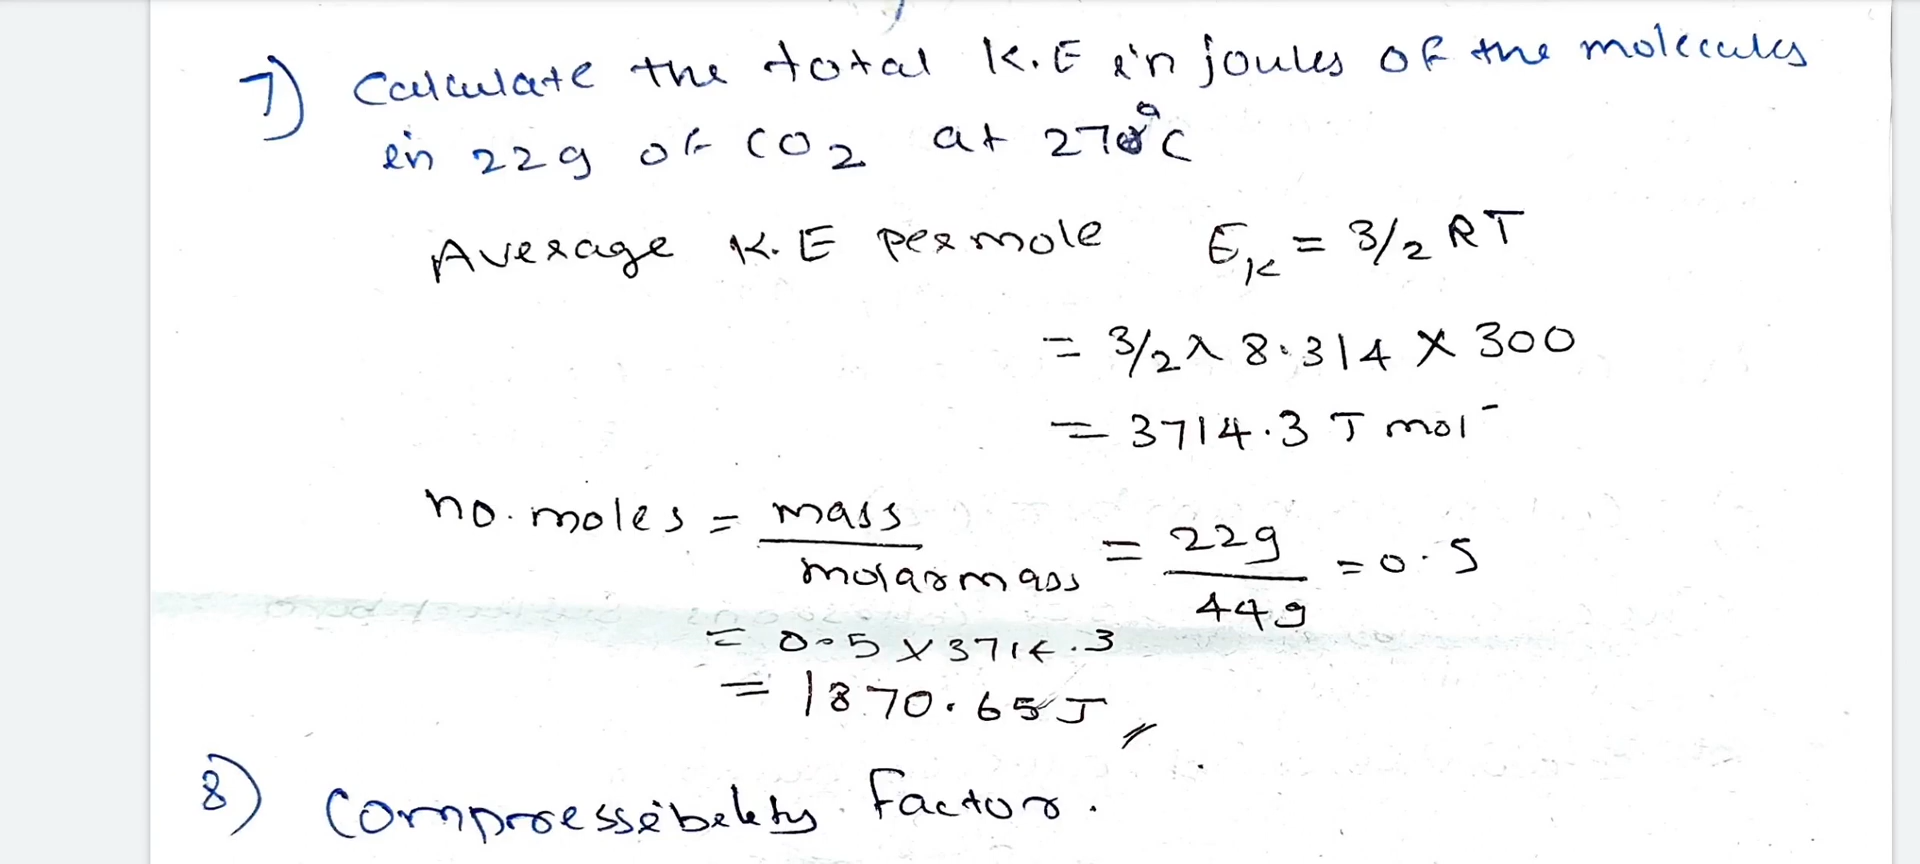 7) Calculate the total K.E in joules of the molecules
in 22g of CO2 at 270°C
Average K.E per mole EK = 3/2 RT
= 3/2 x 8.314 x 300
= 3714.3 J mol-
no. moles = mass / molar mass = 22g / 44g = 0.5
= 0.5 x 3714.3
= 1870.65 J
8) Compressibility factor.